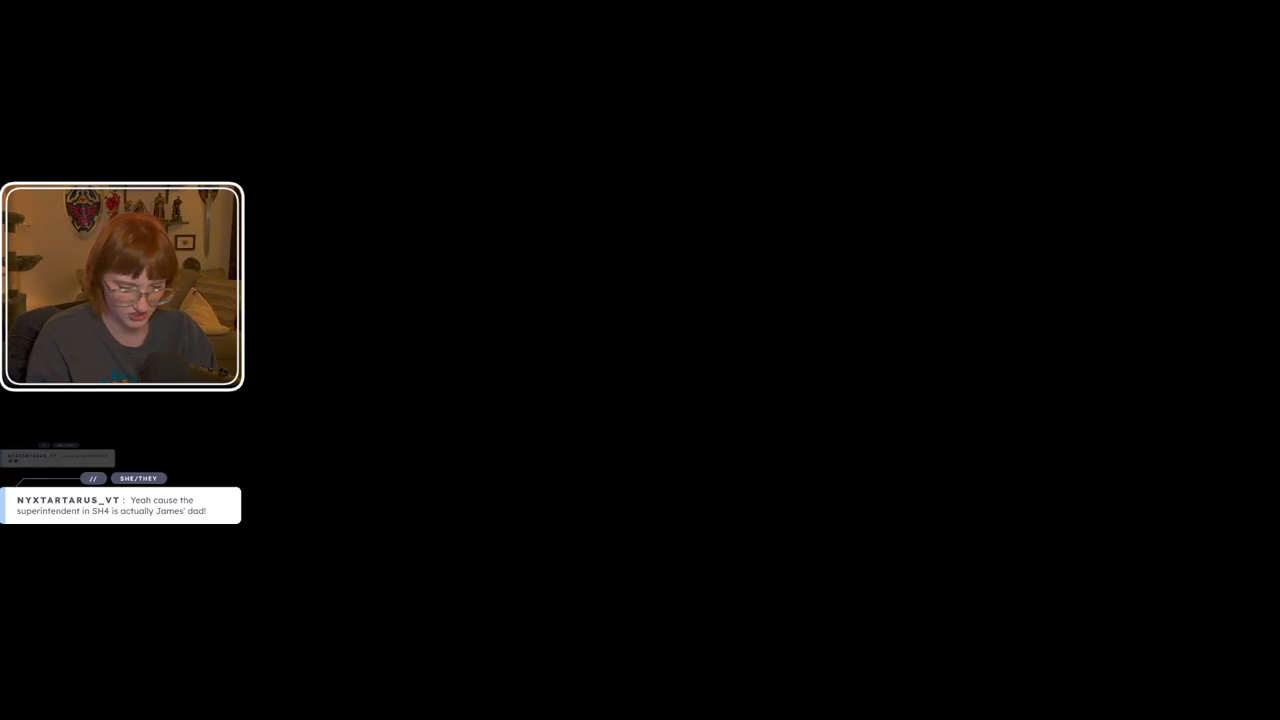 //
SHE/THEY
NYXTARTARUS_VT : Yeah cause the
superintendent in SH4 is actually James' dad!